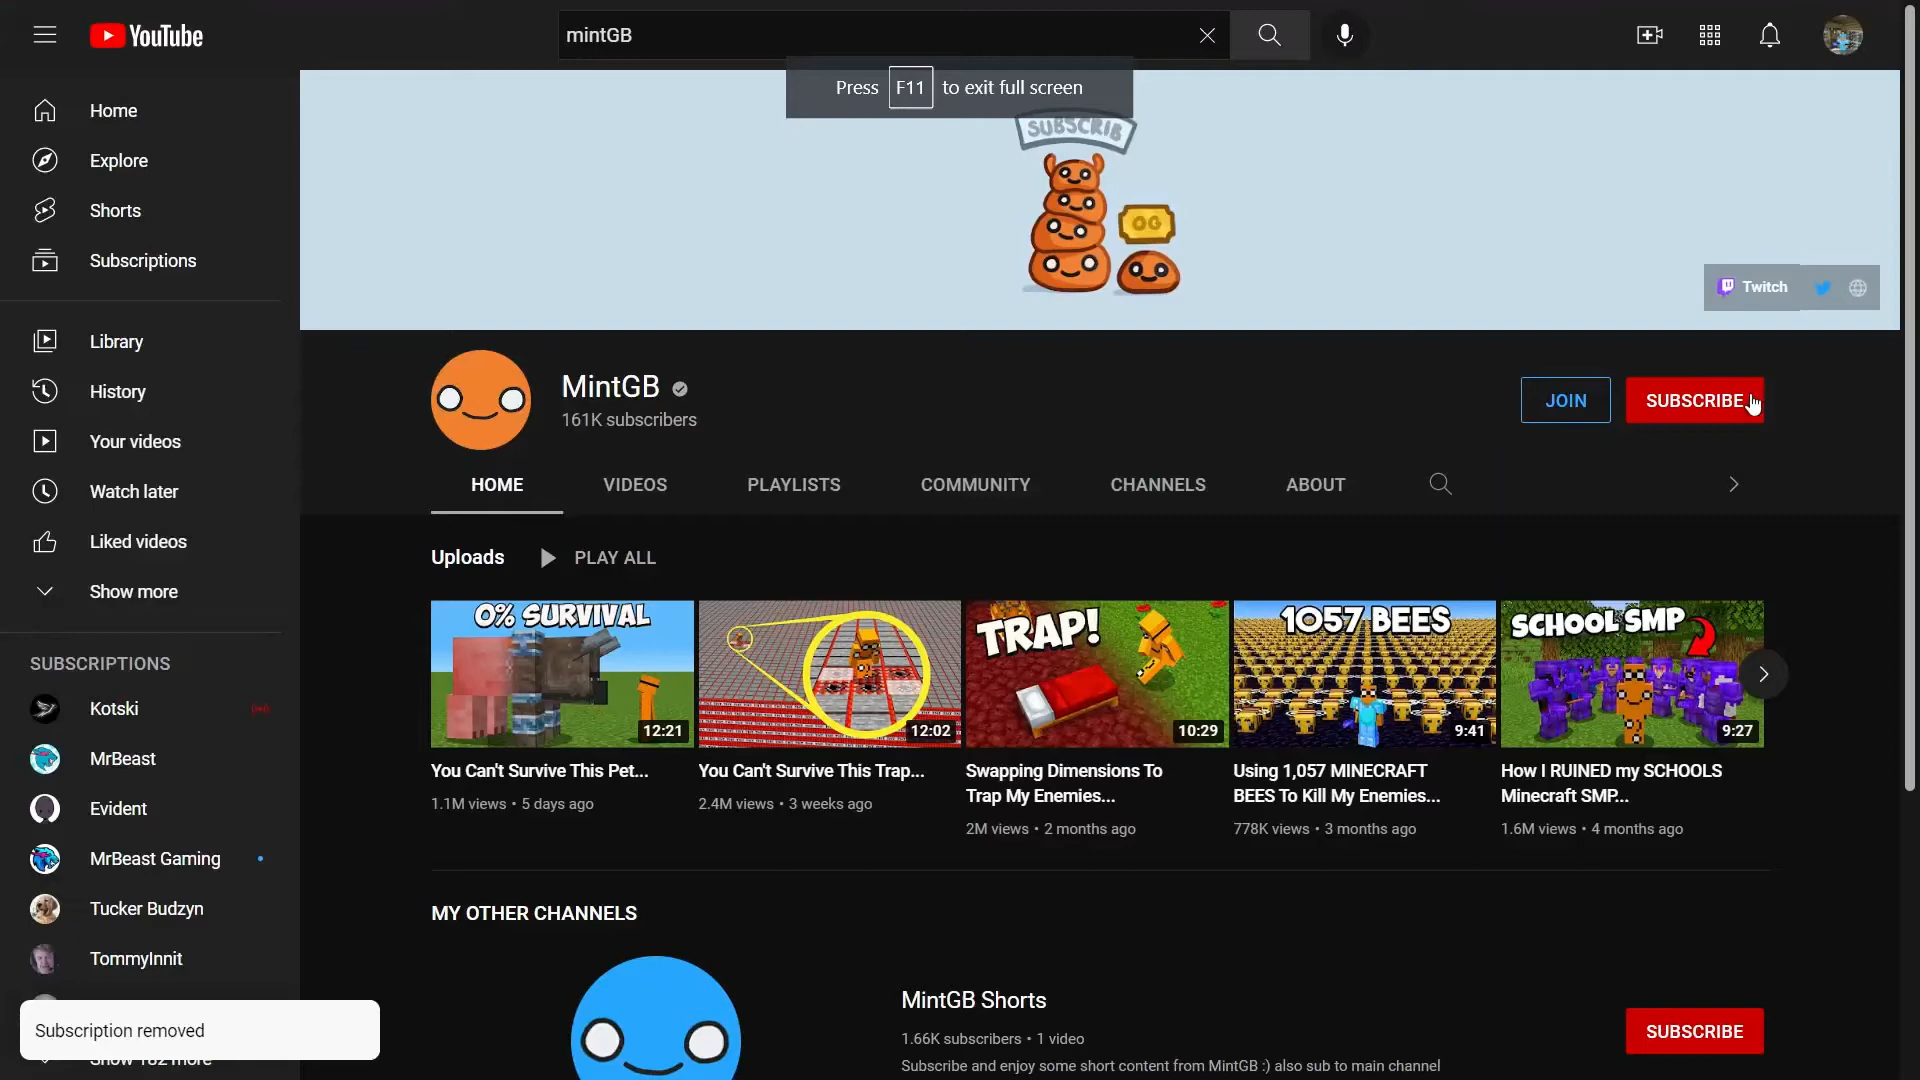 YouTube
mintGB
Press F11 to exit full screen
Home
Explore
Shorts
Subscriptions
Library
History
Your videos
Watch later
Liked videos
Show more
SUBSCRIPTIONS
Kotski
MrBeast
Evident
MrBeast Gaming
Tucker Budzyn
TommyInnit
Subscription removed
SUBSCRIB
OG
Twitch
MintGB
161K subscribers
JOIN
SUBSCRIBE
HOME
VIDEOS
PLAYLISTS
COMMUNITY
CHANNELS
ABOUT
Uploads
PLAY ALL
0% SURVIVAL
12:21
You Can't Survive This Pet...
1.1M views • 5 days ago
12:02
You Can't Survive This Trap...
2.4M views • 3 weeks ago
TRAP!
10:29
Swapping Dimensions To
Trap My Enemies...
2M views • 2 months ago
1057 BEES
9:41
Using 1,057 MINECRAFT
BEES To Kill My Enemies...
778K views • 3 months ago
SCHOOL SMP
9:27
How I RUINED my SCHOOLS
Minecraft SMP...
1.6M views • 4 months ago
MY OTHER CHANNELS
MintGB Shorts
1.66K subscribers • 1 video
Subscribe and enjoy some short content from MintGB :) also sub to main channel
SUBSCRIBE